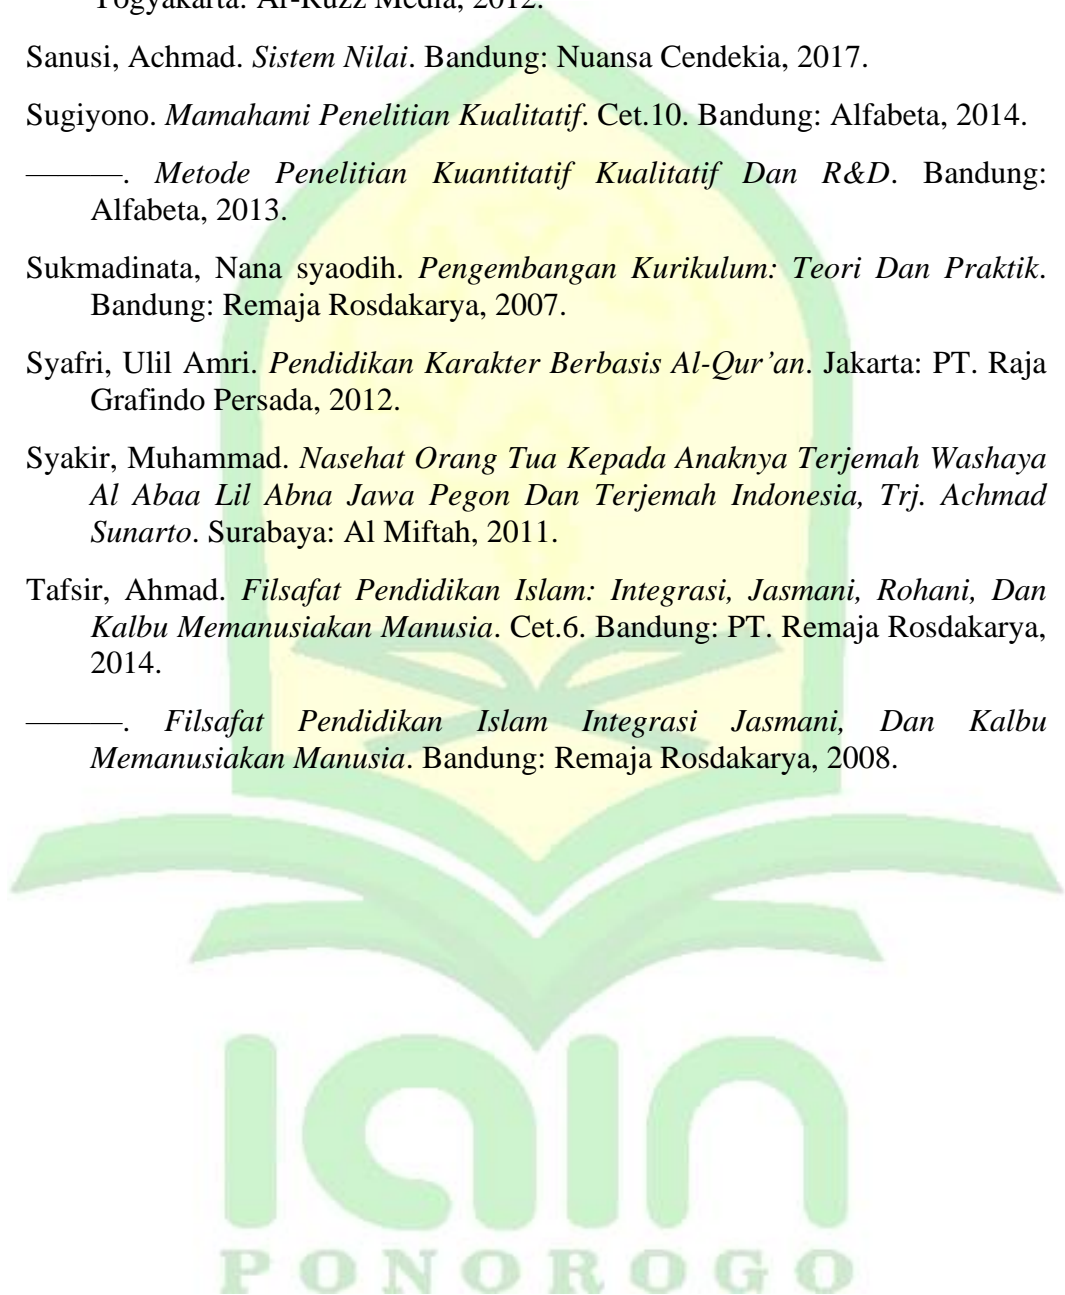 Yogyakarta: Ar-Ruzz Media, 2012.
Sanusi, Achmad. Sistem Nilai. Bandung: Nuansa Cendekia, 2017.
Sugiyono. Mamahami Penelitian Kualitatif. Cet.10. Bandung: Alfabeta, 2014.
———. Metode Penelitian Kuantitatif Kualitatif Dan R&D. Bandung:
Alfabeta, 2013.
Sukmadinata, Nana syaodih. Pengembangan Kurikulum: Teori Dan Praktik.
Bandung: Remaja Rosdakarya, 2007.
Syafri, Ulil Amri. Pendidikan Karakter Berbasis Al-Qur’an. Jakarta: PT. Raja
Grafindo Persada, 2012.
Syakir, Muhammad. Nasehat Orang Tua Kepada Anaknya Terjemah Washaya
Al Abaa Lil Abna Jawa Pegon Dan Terjemah Indonesia, Trj. Achmad
Sunarto. Surabaya: Al Miftah, 2011.
Tafsir, Ahmad. Filsafat Pendidikan Islam: Integrasi, Jasmani, Rohani, Dan
Kalbu Memanusiakan Manusia. Cet.6. Bandung: PT. Remaja Rosdakarya,
2014.
———. Filsafat Pendidikan Islam Integrasi Jasmani, Dan Kalbu
Memanusiakan Manusia. Bandung: Remaja Rosdakarya, 2008.
IAIN
PONOROGO